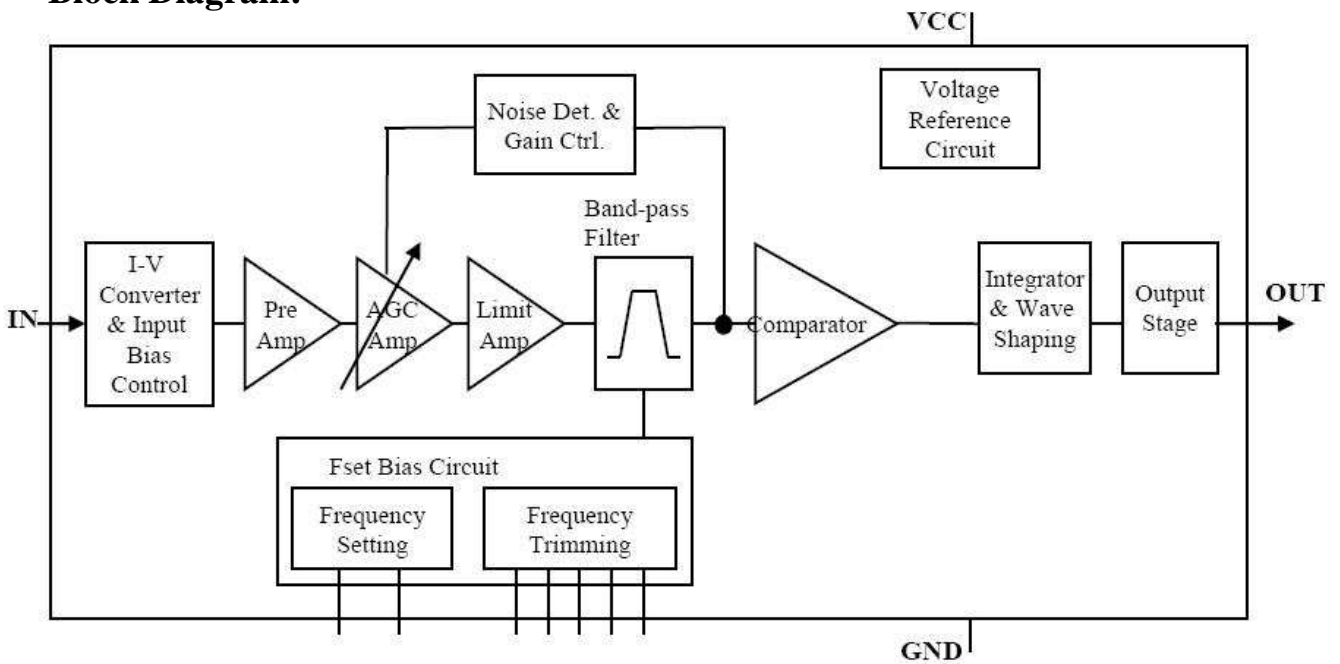 Block Diagram:
VCC
Voltage
Reference
Circuit
Noise Det. &
Gain Ctrl.
Band-pass
Filter
IN
I-V
Converter
& Input
Bias
Control
Pre
Amp
AGC
Amp
Limit
Amp
Comparator
Integrator
& Wave
Shaping
Output
Stage
OUT
Fset Bias Circuit
Frequency
Setting
Frequency
Trimming
GND